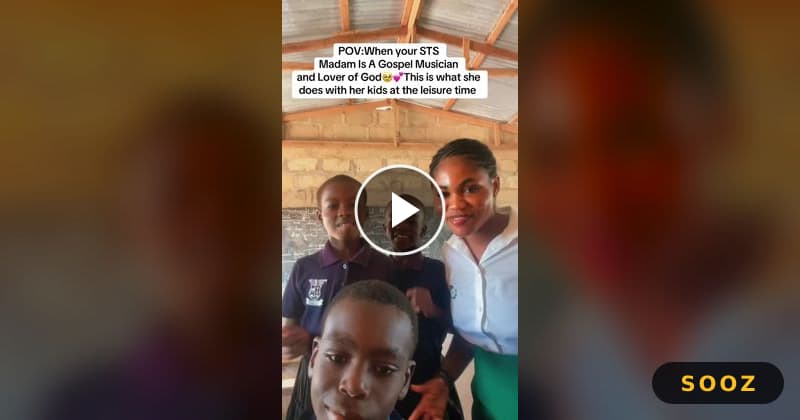 POV:When your STS
Madam Is A Gospel Musician
and Lover of God🥹💕This is what she
does with her kids at the leisure time
SOOZ